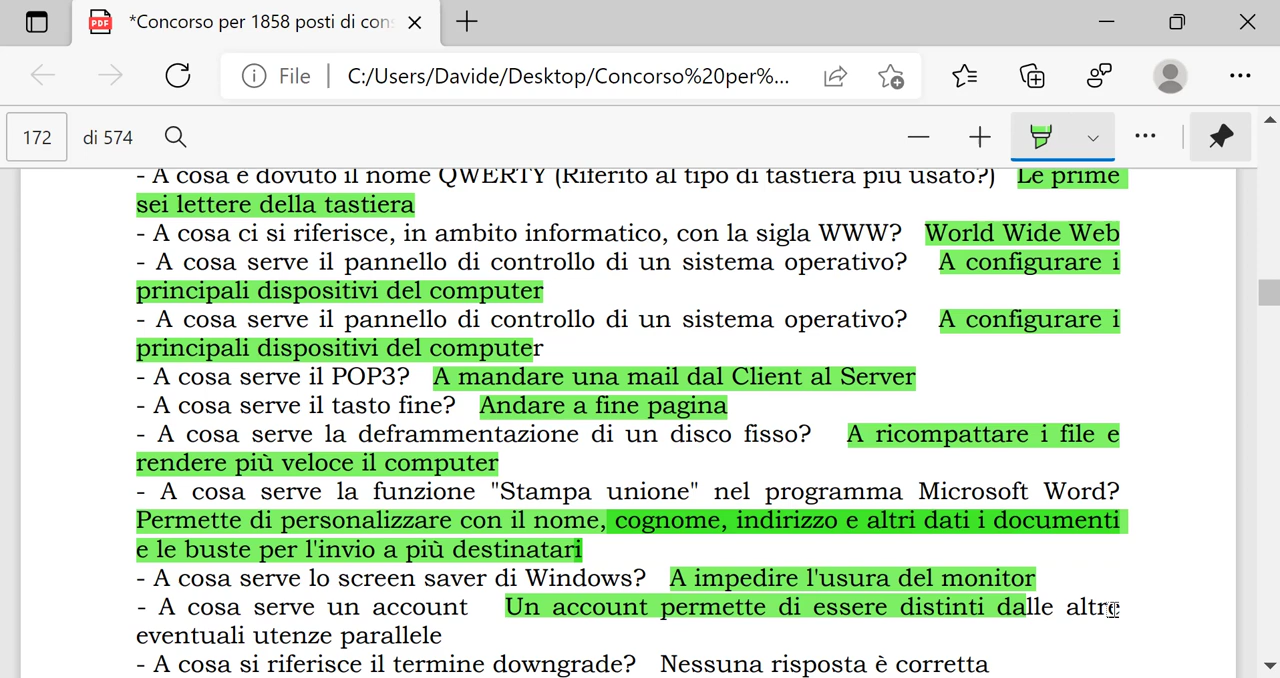 PDF *Concorso per 1858 posti di con
File C:/Users/Davide/Desktop/Concorso%20per%...
172 di 574
- A cosa è dovuto il nome QWERTY (Riferito al tipo di tastiera più usato?) Le prime
sei lettere della tastiera
- A cosa ci si riferisce, in ambito informatico, con la sigla WWW? World Wide Web
- A cosa serve il pannello di controllo di un sistema operativo? A configurare i
principali dispositivi del computer
- A cosa serve il pannello di controllo di un sistema operativo? A configurare i
principali dispositivi del computer
- A cosa serve il POP3? A mandare una mail dal Client al Server
- A cosa serve il tasto fine? Andare a fine pagina
- A cosa serve la deframmentazione di un disco fisso? A ricompattare i file e
rendere più veloce il computer
- A cosa serve la funzione "Stampa unione" nel programma Microsoft Word?
Permette di personalizzare con il nome, cognome, indirizzo e altri dati i documenti
e le buste per l'invio a più destinatari
- A cosa serve lo screen saver di Windows? A impedire l'usura del monitor
- A cosa serve un account Un account permette di essere distinti dalle altre
eventuali utenze parallele
- A cosa si riferisce il termine downgrade? Nessuna risposta è corretta